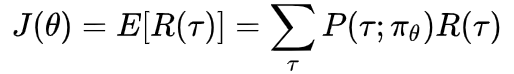 J(θ) = E[R(τ)] = ∑_τ P(τ; π_θ)R(τ)